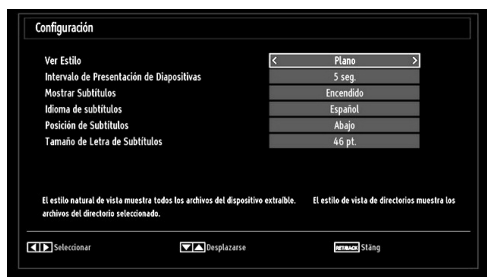 Configuración
Ver Estilo < Plano >
Intervalo de Presentación de Diapositivas 5 seg.
Mostrar Subtítulos Encendido
Idioma de subtítulos Español
Posición de Subtítulos Abajo
Tamaño de Letra de Subtítulos 46 pt.
El estilo natural de vista muestra todos los archivos del dispositivo extraíble. El estilo de vista de directorios muestra los
archivos del directorio seleccionado.
Seleccionar Desplazarse Stäng